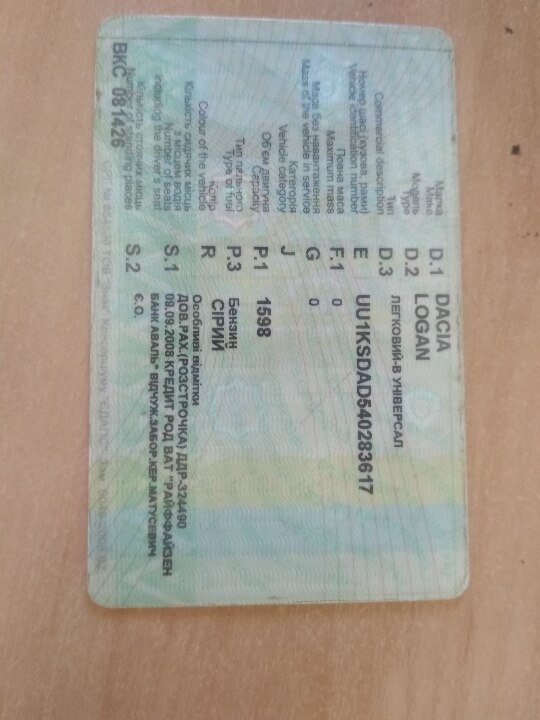 Марка D.1 DACIA
Make
Модель D.2 LOGAN
Type
Тип D.3 ЛЕГКОВИЙ-В УНІВЕРСАЛ
Commercial description
Номер шасі (кузова, рами) E UU1KSDAD540283617
Vehicle identification number
Повна маса F.1 0
Maximum mass
Маса без навантаження G 0
Mass of the vehicle in service
Категорія J
Vehicle category
Об'єм двигуна P.1 1598
Capacity
Тип пального P.3 Бензин
Type of fuel
Колір R СІРИЙ
Colour of the vehicle
Особливі відмітки
Кількість сидячих місць S.1 ДОВ.РАХ.(РОЗСТРОЧКА) ДДР-324490
з місцем водія 09.09.2008 КРЕДИТ РОД ВАТ "РАЙФФАЙЗЕН
Number of seats БАНК АВАЛЬ" ВІДЧУЖ.ЗАБОР.КЕР.МАТУСЕВИЧ
including the driver's seat
Кількість стоячих місць S.2 Є.О.
Number of standing places
ВКС 081426